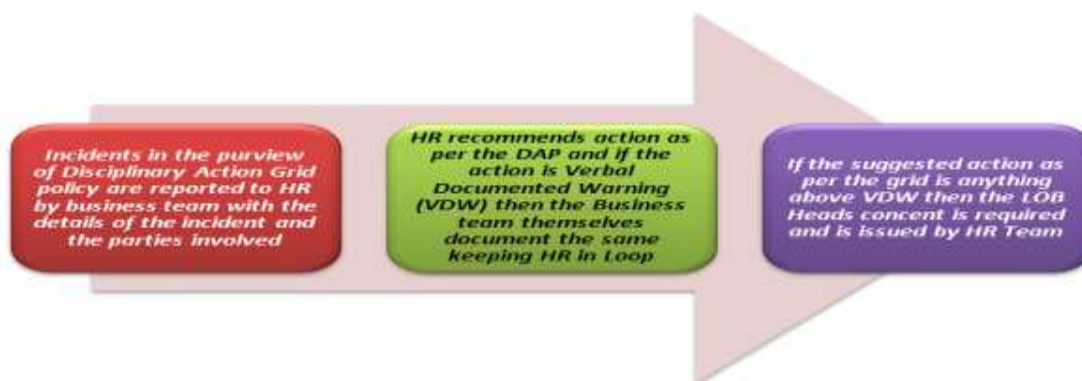 Incidents in the purview
of Disciplinary Action Grid
policy are reported to HR
by business team with the
details of the incident and
the parties involved
HR recommends action as
per the DAP and if the
action is Verbal
Documented Warning
(VDW) then the Business
team themselves
document the same
keeping HR in Loop
If the suggested action as
per the grid is anything
above VDW then the LOB
Heads concent is required
and is issued by HR Team